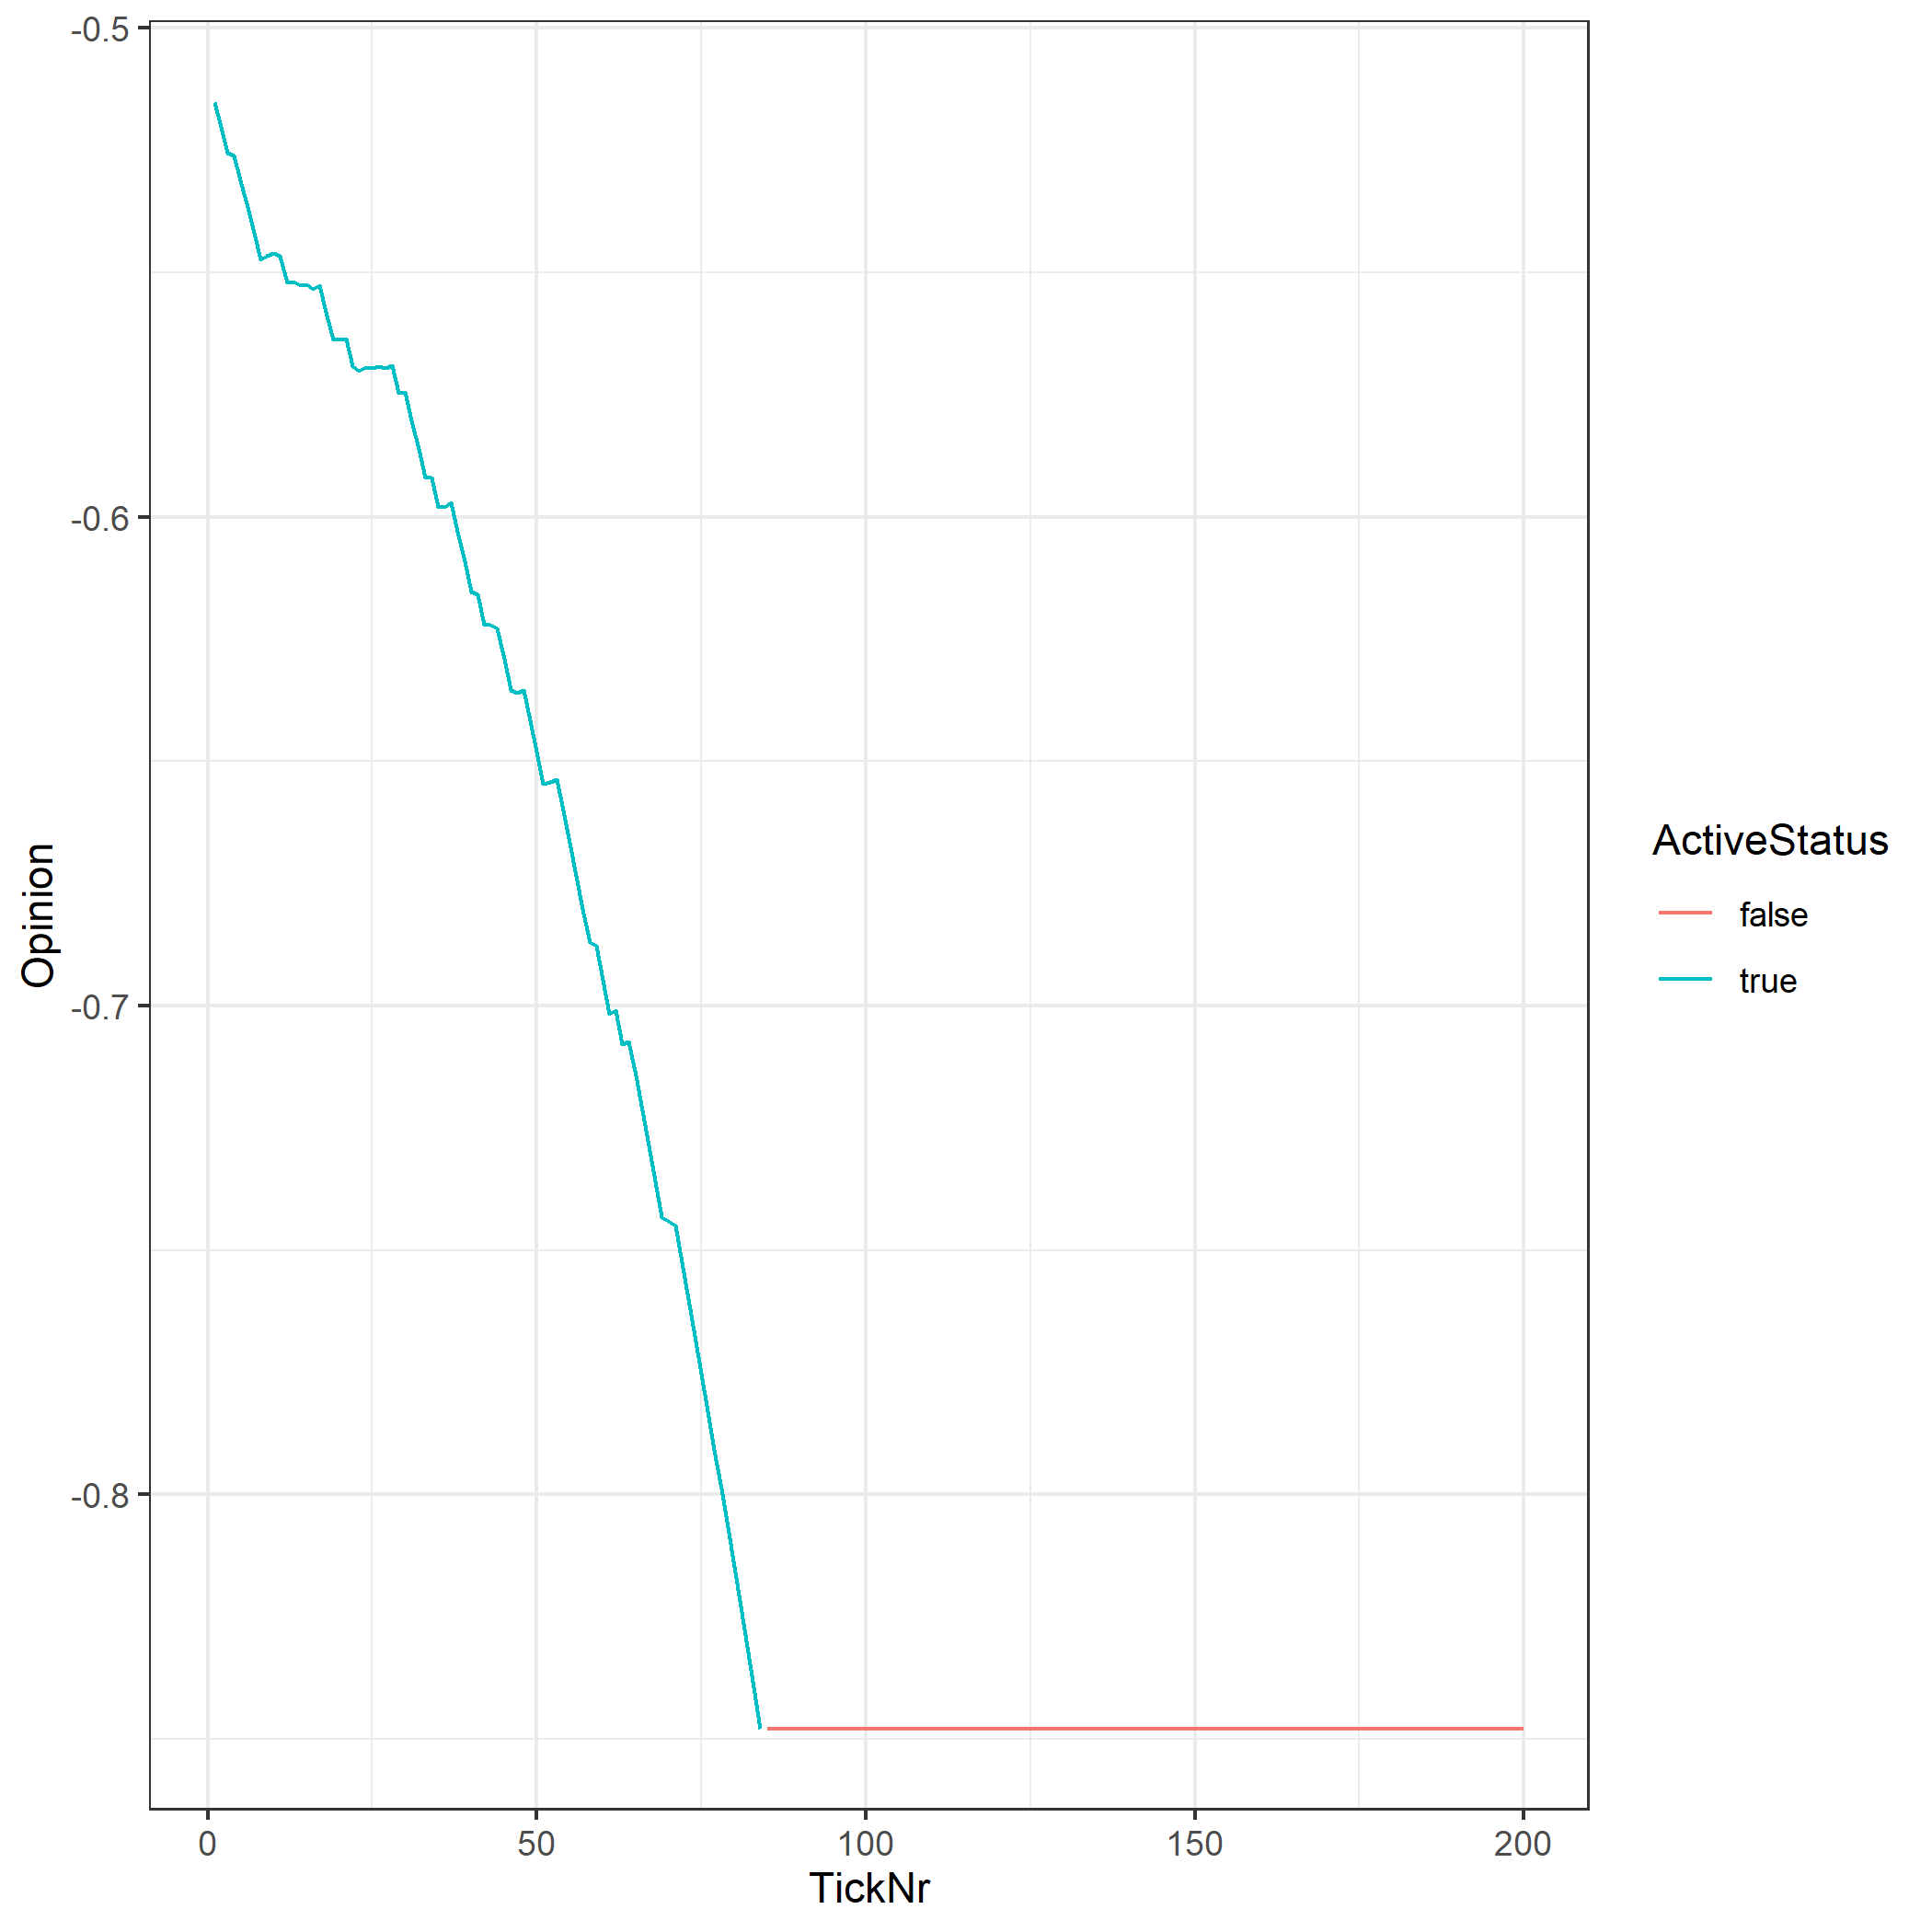 -0.5
-0.6
-0.7
-0.8
Opinion
0 50 100 150 200
TickNr
ActiveStatus
false
true